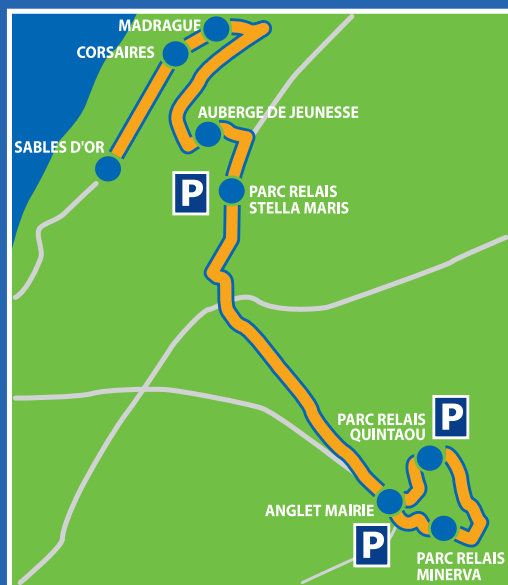 MADRAGUE
CORSAIRES
AUBERGE DE JEUNESSE
SABLES D'OR
P
PARC RELAIS
STELLA MARIS
PARC RELAIS
QUINTAOU
P
ANGLET MAIRIE
P
PARC RELAIS
MINERVA